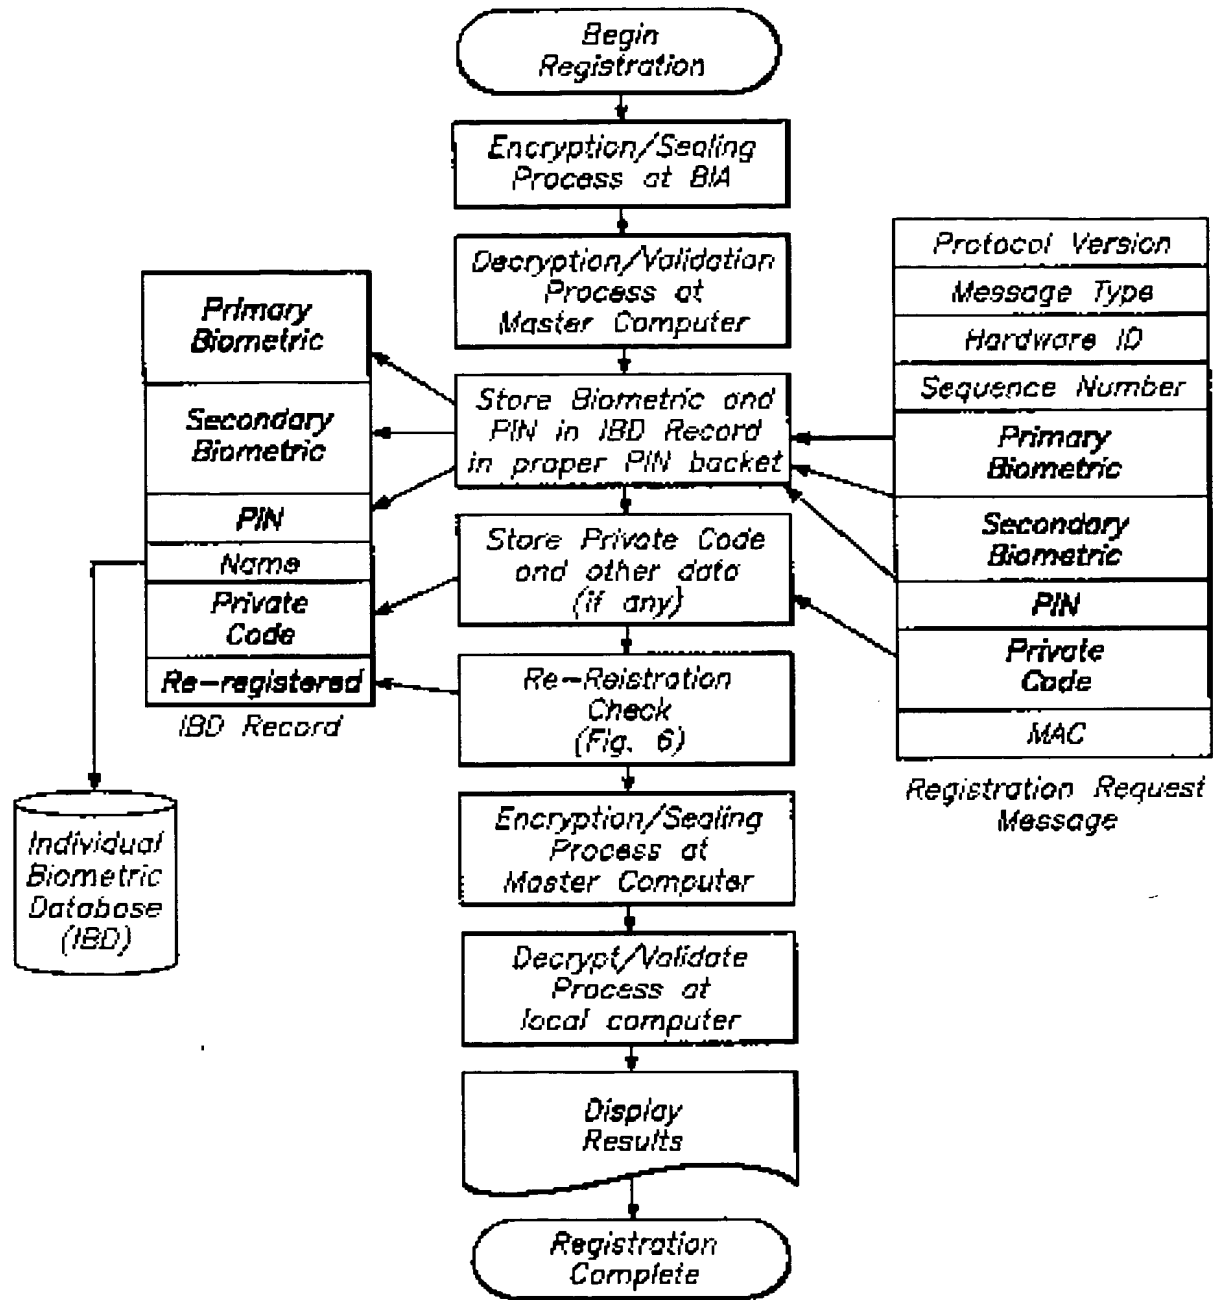 Begin
Registration
Encryption/Sealing
Process at BIA
Decryption/Validation
Process at
Master Computer
Store Biometric and
PIN in IBD Record
in proper PIN backet
Store Private Code
and other data
(if any)
Re-Reistration
Check
(Fig. 6)
Encryption/Sealing
Process at
Master Computer
Decrypt/Validate
Process at
local computer
Display
Results
Registration
Complete
Primary
Biometric
Secondary
Biometric
PIN
Name
Private
Code
Re-registered
IBD Record
Individual
Biometric
Database
(IBD)
Protocol Version
Message Type
Hardware ID
Sequence Number
Primary
Biometric
Secondary
Biometric
PIN
Private
Code
MAC
Registration Request
Message